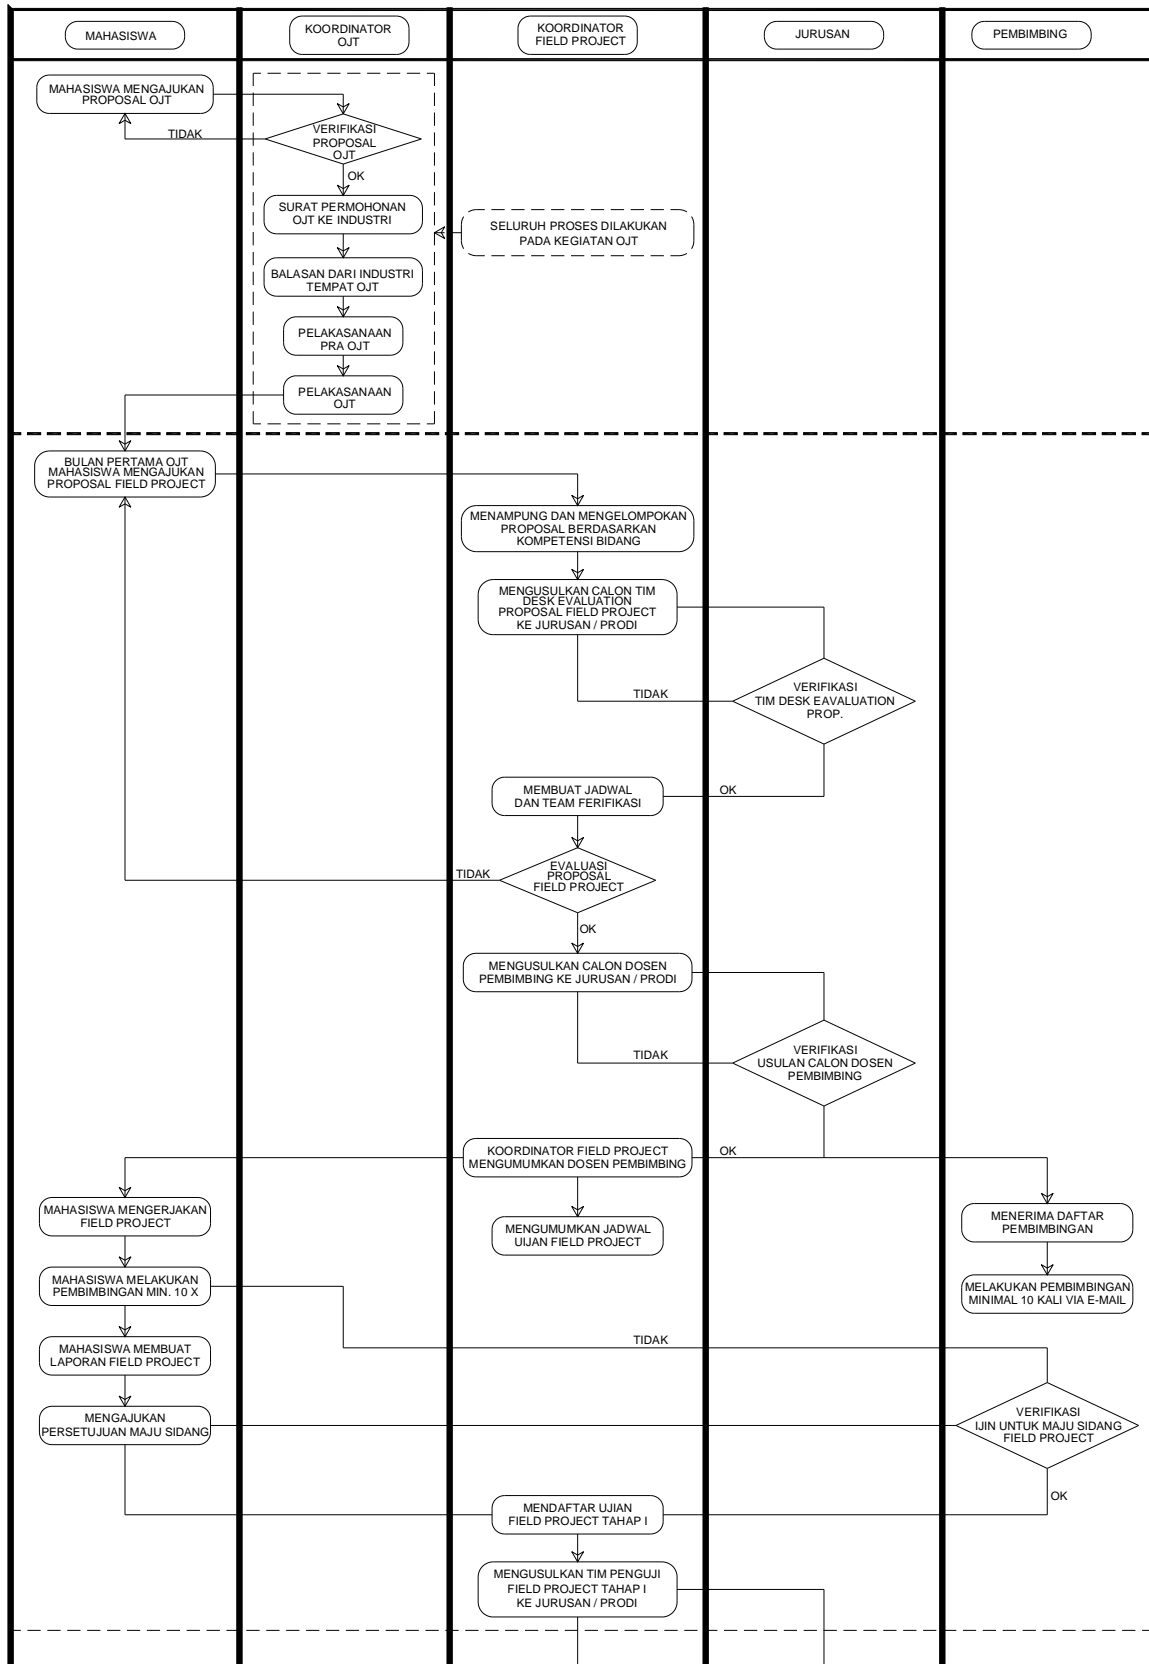 MAHASISWA
KOORDINATOR
OJT
KOORDINATOR
FIELD PROJECT
JURUSAN
PEMBIMBING
MAHASISWA MENGAJUKAN
PROPOSAL OJT
TIDAK
VERIFIKASI
PROPOSAL
OJT
OK
SURAT PERMOHONAN
OJT KE INDUSTRI
SELURUH PROSES DILAKUKAN
PADA KEGIATAN OJT
BALASAN DARI INDUSTRI
TEMPAT OJT
PELAKASANAAN
PRA OJT
PELAKASANAAN
OJT
BULAN PERTAMA OJT
MAHASISWA MENGAJUKAN
PROPOSAL FIELD PROJECT
MENAMPUNG DAN MENGELOMPOKAN
PROPOSAL BERDASARKAN
KOMPETENSI BIDANG
MENGUSULKAN CALON TIM
DESK EVALUATION
PROPOSAL FIELD PROJECT
KE JURUSAN / PRODI
TIDAK
VERIFIKASI
TIM DESK EAVALUATION
PROP.
MEMBUAT JADWAL
DAN TEAM FERIFIKASI
OK
TIDAK
EVALUASI
PROPOSAL
FIELD PROJECT
OK
MENGUSULKAN CALON DOSEN
PEMBIMBING KE JURUSAN / PRODI
TIDAK
VERIFIKASI
USULAN CALON DOSEN
PEMBIMBING
KOORDINATOR FIELD PROJECT
MENGUMUMKAN DOSEN PEMBIMBING
OK
MAHASISWA MENGERJAKAN
FIELD PROJECT
MENGUMUMKAN JADWAL
UIJAN FIELD PROJECT
MENERIMA DAFTAR
PEMBIMBINGAN
MAHASISWA MELAKUKAN
PEMBIMBINGAN MIN. 10 X
MELAKUKAN PEMBIMBINGAN
MINIMAL 10 KALI VIA E-MAIL
TIDAK
MAHASISWA MEMBUAT
LAPORAN FIELD PROJECT
MENGAJUKAN
PERSETUJUAN MAJU SIDANG
VERIFIKASI
IJIN UNTUK MAJU SIDANG
FIELD PROJECT
OK
MENDAFTAR UJIAN
FIELD PROJECT TAHAP I
MENGUSULKAN TIM PENGUJI
FIELD PROJECT TAHAP I
KE JURUSAN / PRODI